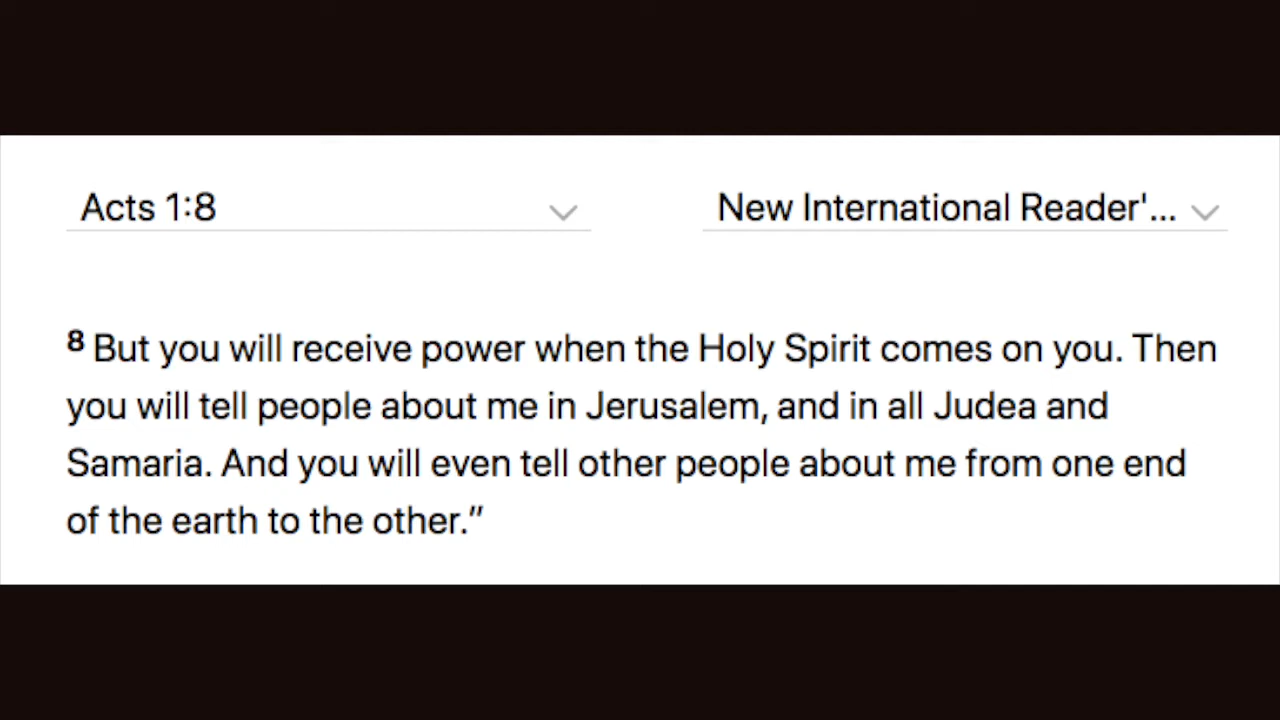 Acts 1:8
New International Reader'...
8 But you will receive power when the Holy Spirit comes on you. Then
you will tell people about me in Jerusalem, and in all Judea and
Samaria. And you will even tell other people about me from one end
of the earth to the other.”